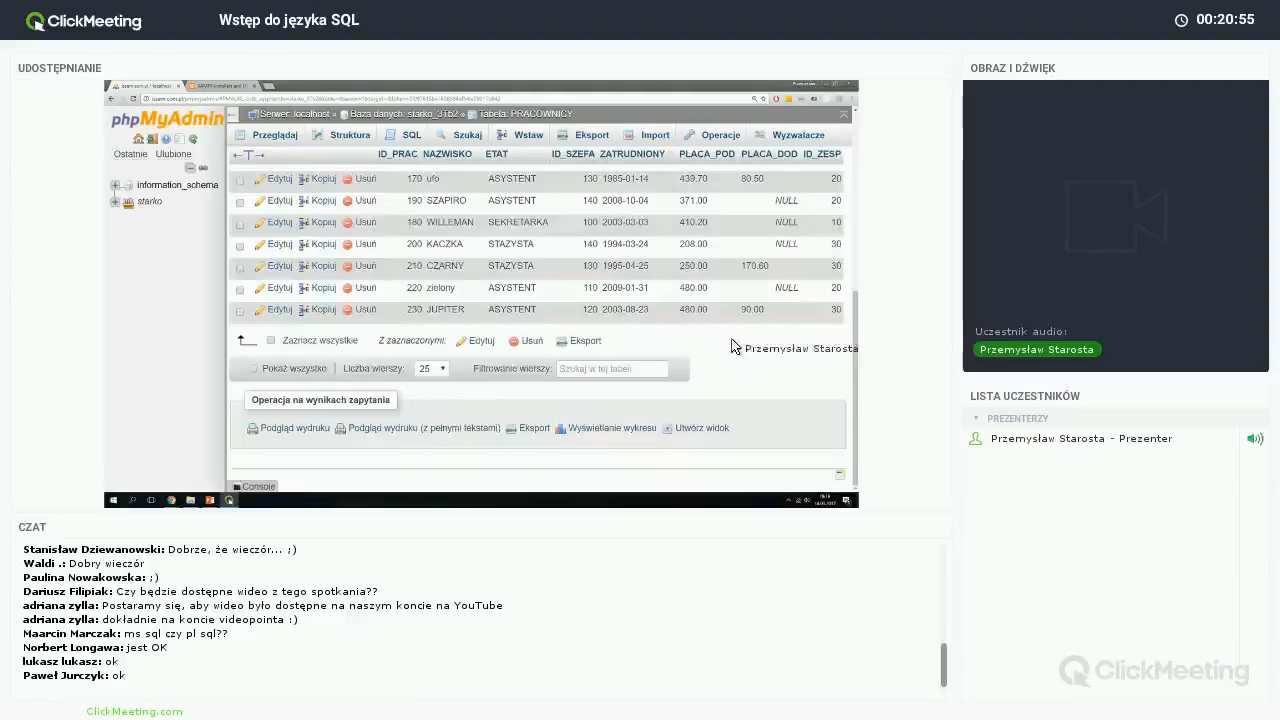 ClickMeeting
Wstęp do języka SQL
00:20:55
UDOSTĘPNIANIE
OBRAZ I DŹWIĘK
phpMyAdmin
Ostatnie Ulubione
information_schema
starko
Serwer: localhost » Baza danych: starko_3Tb2 » Tabela: PRACOWNICY
Przeglądaj Struktura SQL Szukaj Wstaw Eksport Import Operacje Wyzwalacze
←T→ ID_PRAC NAZWISKO ETAT ID_SZEFA ZATRUDNIONY PLACA_POD PLACA_DOD ID_ZESP
Edytuj Kopiuj Usuń 170 ufo ASYSTENT 130 1985-01-14 439.70 80.50 20
Edytuj Kopiuj Usuń 190 SZAPIRO ASYSTENT 140 2008-10-04 371.00 NULL 20
Edytuj Kopiuj Usuń 180 WILLEMAN SEKRETARKA 100 2003-03-03 410.20 NULL 10
Edytuj Kopiuj Usuń 200 KACZKA STAZYSTA 140 1994-03-24 208.00 NULL 30
Edytuj Kopiuj Usuń 210 CZARNY STAZYSTA 130 1995-04-25 250.00 170.60 30
Edytuj Kopiuj Usuń 220 zielony ASYSTENT 110 2009-01-31 480.00 NULL 20
Edytuj Kopiuj Usuń 230 JUPITER ASYSTENT 120 2003-08-23 480.00 90.00 30
Zaznacz wszystkie Z zaznaczonymi: Edytuj Usuń Eksport
Przemysław Starosta
Pokaż wszystko | Liczba wierszy: 25 Filtrowanie wierszy: Szukaj w tej tabeli
Operacja na wynikach zapytania
Podgląd wydruku Podgląd wydruku (z pełnymi tekstami) Eksport Wyświetlanie wykresu Utwórz widok
Console
Uczestnik audio:
Przemysław Starosta
LISTA UCZESTNIKÓW
PREZENTERZY
Przemysław Starosta - Prezenter
CZAT
Stanisław Dziewanowski: Dobrze, że wieczór... ;)
Waldi .: Dobry wieczór
Paulina Nowakowska: ;)
Dariusz Filipiak: Czy będzie dostępne wideo z tego spotkania??
adriana zylla: Postaramy się, aby wideo było dostępne na naszym koncie na YouTube
adriana zylla: dokładnie na koncie videopointa :)
Maarcin Marczak: ms sql czy pl sql??
Norbert Longawa: jest OK
lukasz lukasz: ok
Paweł Jurczyk: ok
ClickMeeting
ClickMeeting.com